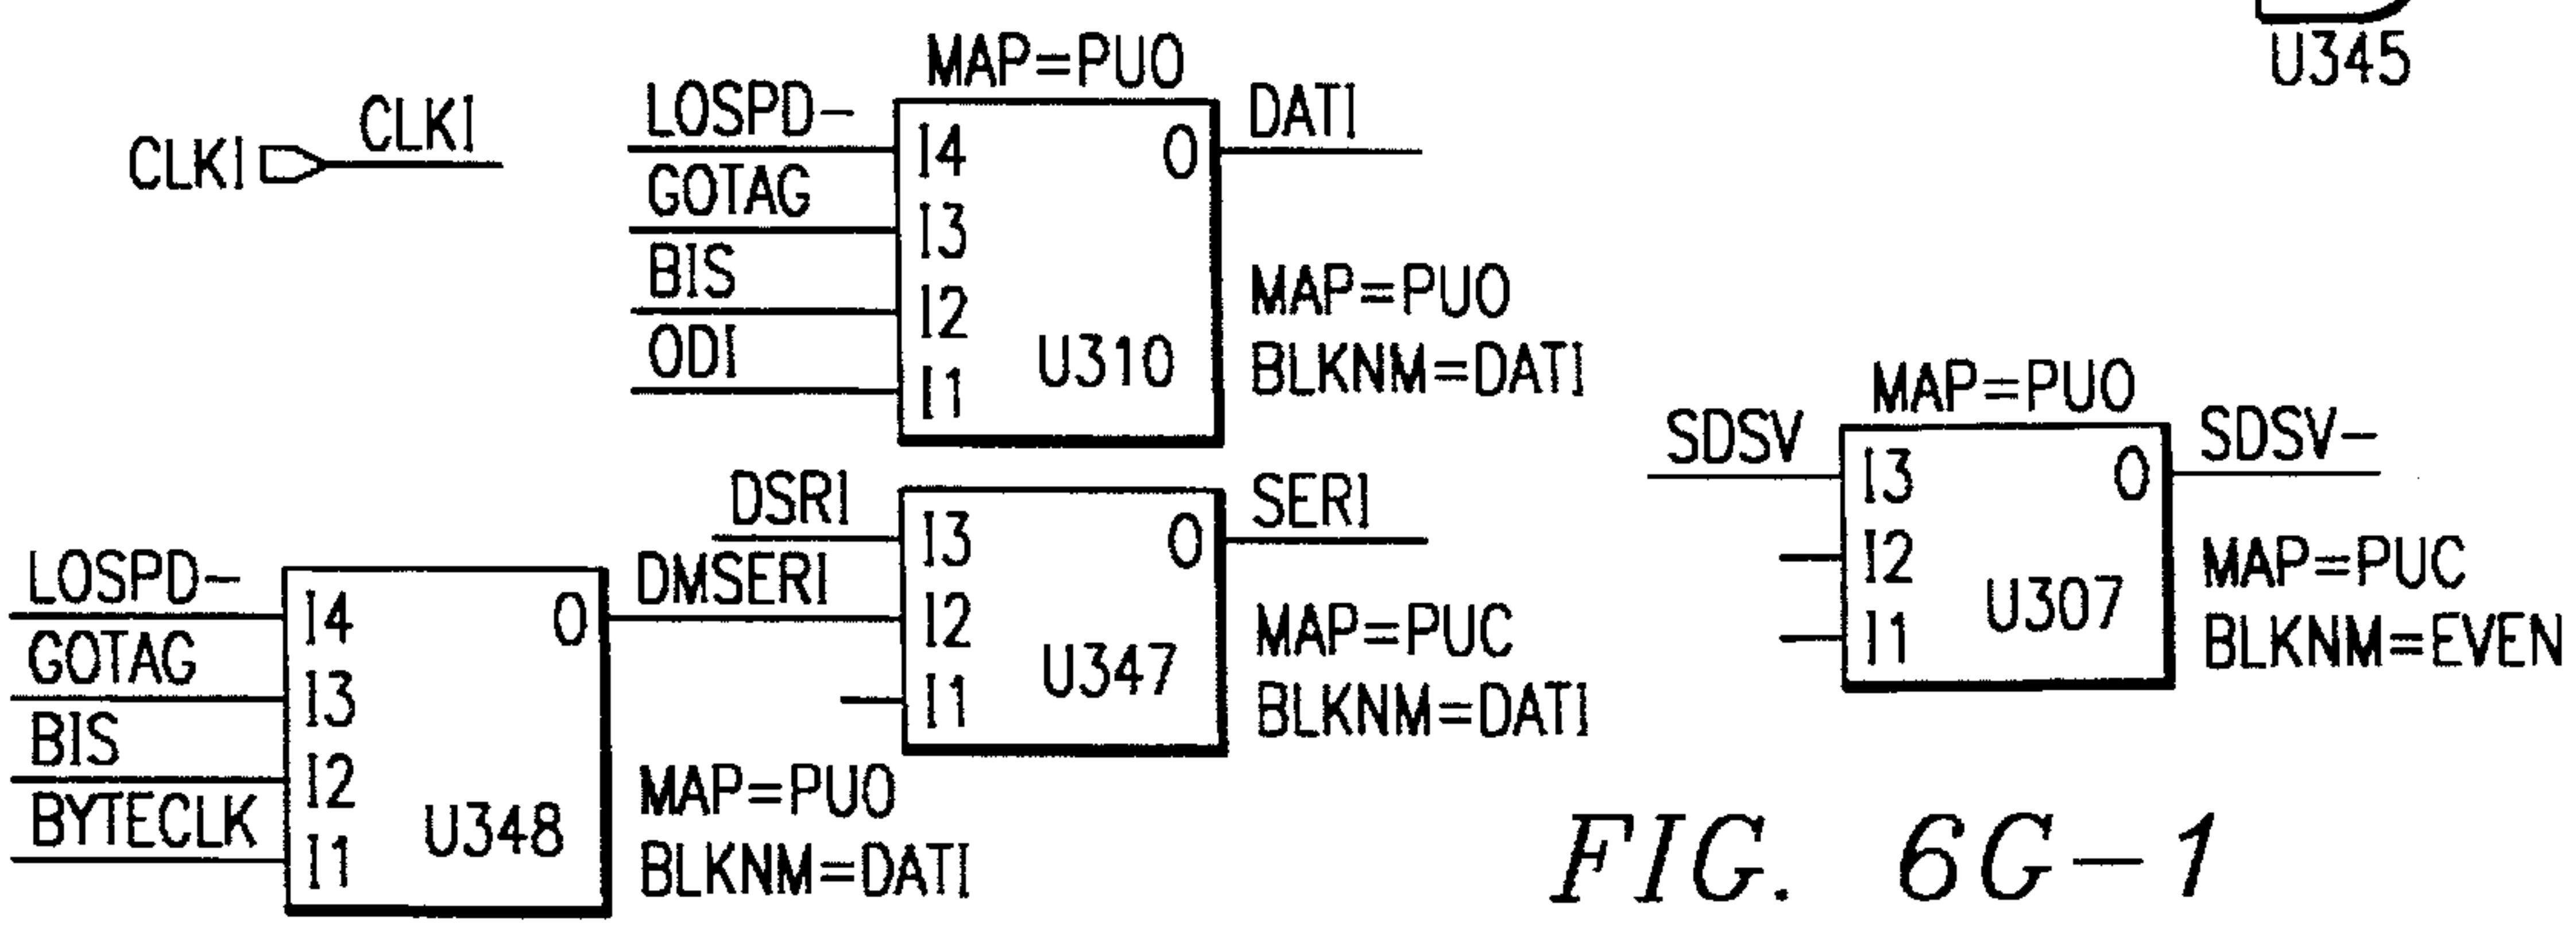 U345
CLKI
CLKI
MAP=PUO
LOSPD-
GOTAG
BIS
ODI
I4
I3
I2
I1
O
U310
DATI
MAP=PUO
BLKNM=DATI
LOSPD-
GOTAG
BIS
BYTECLK
I4
I3
I2
I1
O
U348
DMSERI
MAP=PUO
BLKNM=DATI
DSRI
I3
I2
I1
O
U347
SERI
MAP=PUC
BLKNM=DATI
MAP=PUO
SDSV
I3
I2
I1
O
U307
SDSV-
MAP=PUC
BLKNM=EVEN
FIG. 6G-1